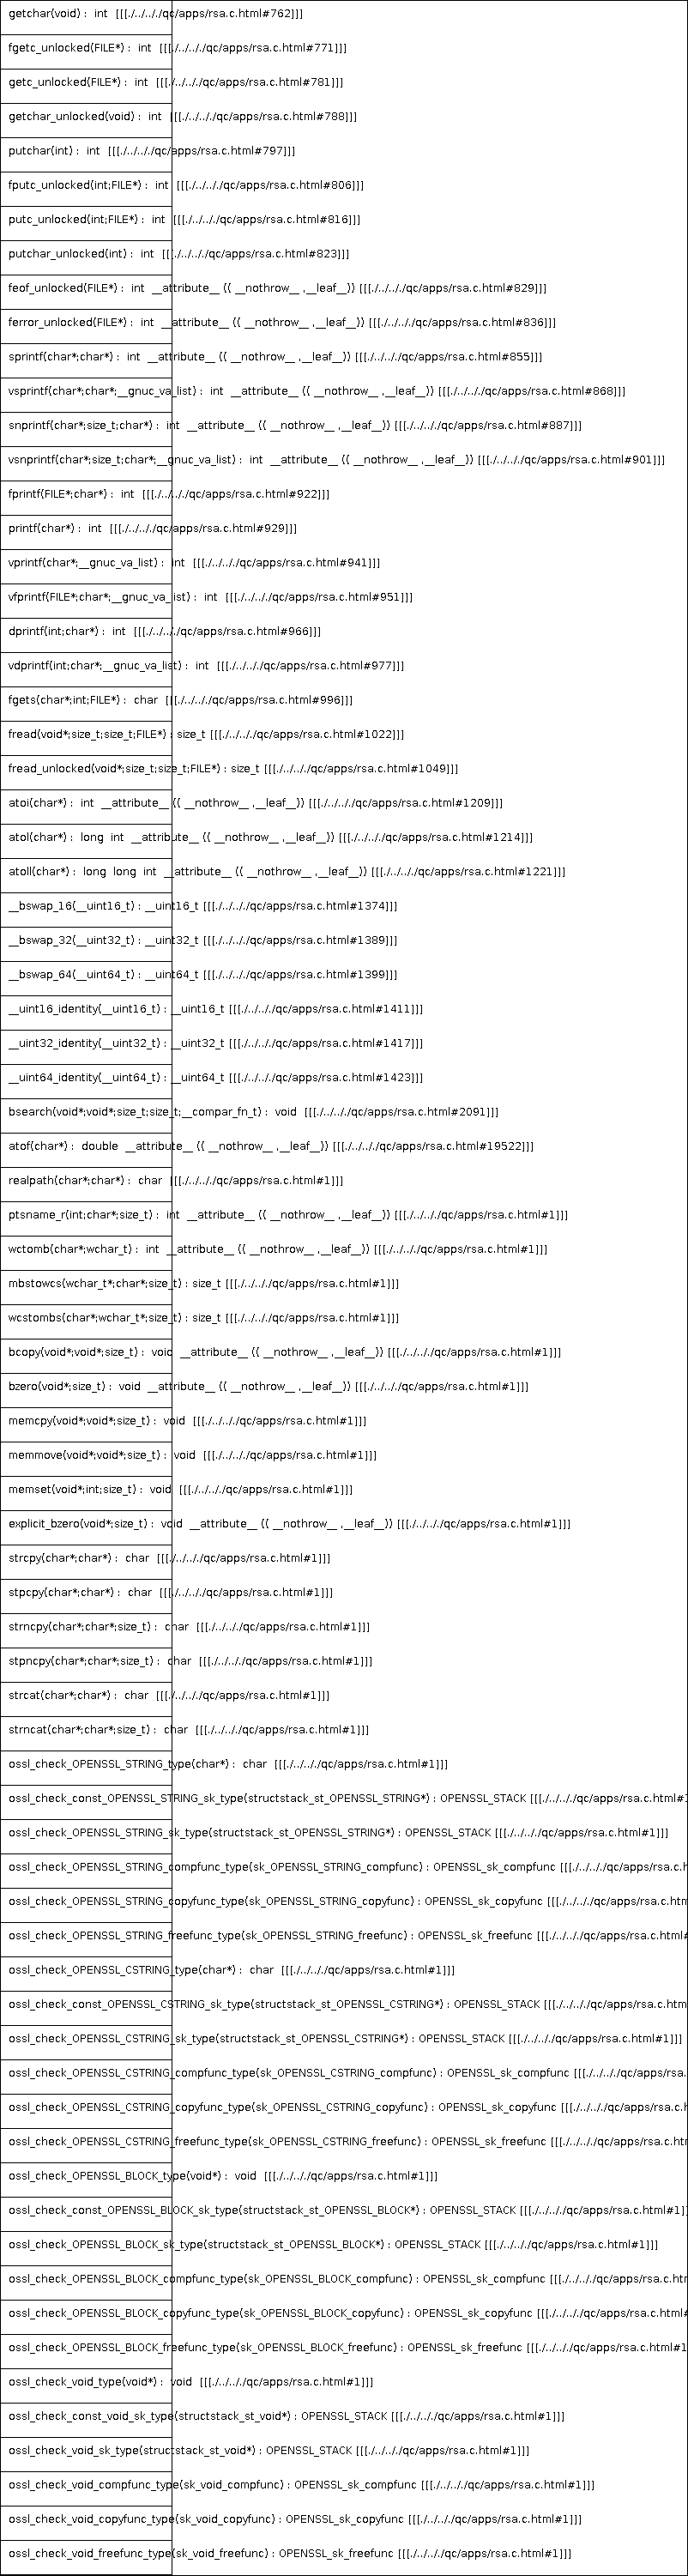 getchar(void) : int [[[./../.././qc/apps/rsa.c.html#762]]]
fgetc_unlocked(FILE*) : int [[[./../.././qc/apps/rsa.c.html#771]]]
getc_unlocked(FILE*) : int [[[./../.././qc/apps/rsa.c.html#781]]]
getchar_unlocked(void) : int [[[./../.././qc/apps/rsa.c.html#788]]]
putchar(int) : int [[[./../.././qc/apps/rsa.c.html#797]]]
fputc_unlocked(int;FILE*) : int [[[./../.././qc/apps/rsa.c.html#806]]]
putc_unlocked(int;FILE*) : int [[[./../.././qc/apps/rsa.c.html#816]]]
putchar_unlocked(int) : int [[[./../.././qc/apps/rsa.c.html#823]]]
feof_unlocked(FILE*) : int __attribute__ (( __nothrow__ ,__leaf__)) [[[./../.././qc/apps/rsa.c.html#829]]]
ferror_unlocked(FILE*) : int __attribute__ (( __nothrow__ ,__leaf__)) [[[./../.././qc/apps/rsa.c.html#836]]]
sprintf(char*;char*) : int __attribute__ (( __nothrow__ ,__leaf__)) [[[./../.././qc/apps/rsa.c.html#855]]]
vsprintf(char*;char*;__gnuc_va_list) : int __attribute__ (( __nothrow__ ,__leaf__)) [[[./../.././qc/apps/rsa.c.html#868]]]
snprintf(char*;size_t;char*) : int __attribute__ (( __nothrow__ ,__leaf__)) [[[./../.././qc/apps/rsa.c.html#887]]]
vsnprintf(char*;size_t;char*;__gnuc_va_list) : int __attribute__ (( __nothrow__ ,__leaf__)) [[[./../.././qc/apps/rsa.c.html#901]]]
fprintf(FILE*;char*) : int [[[./../.././qc/apps/rsa.c.html#922]]]
printf(char*) : int [[[./../.././qc/apps/rsa.c.html#929]]]
vprintf(char*;__gnuc_va_list) : int [[[./../.././qc/apps/rsa.c.html#941]]]
vfprintf(FILE*;char*;__gnuc_va_list) : int [[[./../.././qc/apps/rsa.c.html#951]]]
dprintf(int;char*) : int [[[./../.././qc/apps/rsa.c.html#966]]]
vdprintf(int;char*;__gnuc_va_list) : int [[[./../.././qc/apps/rsa.c.html#977]]]
fgets(char*;int;FILE*) : char [[[./../.././qc/apps/rsa.c.html#996]]]
fread(void*;size_t;size_t;FILE*) : size_t [[[./../.././qc/apps/rsa.c.html#1022]]]
fread_unlocked(void*;size_t;size_t;FILE*) : size_t [[[./../.././qc/apps/rsa.c.html#1049]]]
atoi(char*) : int __attribute__ (( __nothrow__ ,__leaf__)) [[[./../.././qc/apps/rsa.c.html#1209]]]
atol(char*) : long int __attribute__ (( __nothrow__ ,__leaf__)) [[[./../.././qc/apps/rsa.c.html#1214]]]
atoll(char*) : long long int __attribute__ (( __nothrow__ ,__leaf__)) [[[./../.././qc/apps/rsa.c.html#1221]]]
__bswap_16(__uint16_t) : __uint16_t [[[./../.././qc/apps/rsa.c.html#1374]]]
__bswap_32(__uint32_t) : __uint32_t [[[./../.././qc/apps/rsa.c.html#1389]]]
__bswap_64(__uint64_t) : __uint64_t [[[./../.././qc/apps/rsa.c.html#1399]]]
__uint16_identity(__uint16_t) : __uint16_t [[[./../.././qc/apps/rsa.c.html#1411]]]
__uint32_identity(__uint32_t) : __uint32_t [[[./../.././qc/apps/rsa.c.html#1417]]]
__uint64_identity(__uint64_t) : __uint64_t [[[./../.././qc/apps/rsa.c.html#1423]]]
bsearch(void*;void*;size_t;size_t;__compar_fn_t) : void [[[./../.././qc/apps/rsa.c.html#2091]]]
atof(char*) : double __attribute__ (( __nothrow__ ,__leaf__)) [[[./../.././qc/apps/rsa.c.html#19522]]]
realpath(char*;char*) : char [[[./../.././qc/apps/rsa.c.html#1]]]
ptsname_r(int;char*;size_t) : int __attribute__ (( __nothrow__ ,__leaf__)) [[[./../.././qc/apps/rsa.c.html#1]]]
wctomb(char*;wchar_t) : int __attribute__ (( __nothrow__ ,__leaf__)) [[[./../.././qc/apps/rsa.c.html#1]]]
mbstowcs(wchar_t*;char*;size_t) : size_t [[[./../.././qc/apps/rsa.c.html#1]]]
wcstombs(char*;wchar_t*;size_t) : size_t [[[./../.././qc/apps/rsa.c.html#1]]]
bcopy(void*;void*;size_t) : void __attribute__ (( __nothrow__ ,__leaf__)) [[[./../.././qc/apps/rsa.c.html#1]]]
bzero(void*;size_t) : void __attribute__ (( __nothrow__ ,__leaf__)) [[[./../.././qc/apps/rsa.c.html#1]]]
memcpy(void*;void*;size_t) : void [[[./../.././qc/apps/rsa.c.html#1]]]
memmove(void*;void*;size_t) : void [[[./../.././qc/apps/rsa.c.html#1]]]
memset(void*;int;size_t) : void [[[./../.././qc/apps/rsa.c.html#1]]]
explicit_bzero(void*;size_t) : void __attribute__ (( __nothrow__ ,__leaf__)) [[[./../.././qc/apps/rsa.c.html#1]]]
strcpy(char*;char*) : char [[[./../.././qc/apps/rsa.c.html#1]]]
stpcpy(char*;char*) : char [[[./../.././qc/apps/rsa.c.html#1]]]
strncpy(char*;char*;size_t) : char [[[./../.././qc/apps/rsa.c.html#1]]]
stpncpy(char*;char*;size_t) : char [[[./../.././qc/apps/rsa.c.html#1]]]
strcat(char*;char*) : char [[[./../.././qc/apps/rsa.c.html#1]]]
strncat(char*;char*;size_t) : char [[[./../.././qc/apps/rsa.c.html#1]]]
ossl_check_OPENSSL_STRING_type(char*) : char [[[./../.././qc/apps/rsa.c.html#1]]]
ossl_check_const_OPENSSL_STRING_sk_type(structstack_st_OPENSSL_STRING*) : OPENSSL_STACK [[[./../.././qc/apps/rsa.c.html#1
ossl_check_OPENSSL_STRING_sk_type(structstack_st_OPENSSL_STRING*) : OPENSSL_STACK [[[./../.././qc/apps/rsa.c.html#1]]]
ossl_check_OPENSSL_STRING_compfunc_type(sk_OPENSSL_STRING_compfunc) : OPENSSL_sk_compfunc [[[./../.././qc/apps/rsa.c.h
ossl_check_OPENSSL_STRING_copyfunc_type(sk_OPENSSL_STRING_copyfunc) : OPENSSL_sk_copyfunc [[[./../.././qc/apps/rsa.c.htm
ossl_check_OPENSSL_STRING_freefunc_type(sk_OPENSSL_STRING_freefunc) : OPENSSL_sk_freefunc [[[./../.././qc/apps/rsa.c.html#
ossl_check_OPENSSL_CSTRING_type(char*) : char [[[./../.././qc/apps/rsa.c.html#1]]]
ossl_check_const_OPENSSL_CSTRING_sk_type(structstack_st_OPENSSL_CSTRING*) : OPENSSL_STACK [[[./../.././qc/apps/rsa.c.htm
ossl_check_OPENSSL_CSTRING_sk_type(structstack_st_OPENSSL_CSTRING*) : OPENSSL_STACK [[[./../.././qc/apps/rsa.c.html#1]]]
ossl_check_OPENSSL_CSTRING_compfunc_type(sk_OPENSSL_CSTRING_compfunc) : OPENSSL_sk_compfunc [[[./../.././qc/apps/rsa.
ossl_check_OPENSSL_CSTRING_copyfunc_type(sk_OPENSSL_CSTRING_copyfunc) : OPENSSL_sk_copyfunc [[[./../.././qc/apps/rsa.c.h
ossl_check_OPENSSL_CSTRING_freefunc_type(sk_OPENSSL_CSTRING_freefunc) : OPENSSL_sk_freefunc [[[./../.././qc/apps/rsa.c.htm
ossl_check_OPENSSL_BLOCK_type(void*) : void [[[./../.././qc/apps/rsa.c.html#1]]]
ossl_check_const_OPENSSL_BLOCK_sk_type(structstack_st_OPENSSL_BLOCK*) : OPENSSL_STACK [[[./../.././qc/apps/rsa.c.html#1]]
ossl_check_OPENSSL_BLOCK_sk_type(structstack_st_OPENSSL_BLOCK*) : OPENSSL_STACK [[[./../.././qc/apps/rsa.c.html#1]]]
ossl_check_OPENSSL_BLOCK_compfunc_type(sk_OPENSSL_BLOCK_compfunc) : OPENSSL_sk_compfunc [[[./../.././qc/apps/rsa.c.htm
ossl_check_OPENSSL_BLOCK_copyfunc_type(sk_OPENSSL_BLOCK_copyfunc) : OPENSSL_sk_copyfunc [[[./../.././qc/apps/rsa.c.html#
ossl_check_OPENSSL_BLOCK_freefunc_type(sk_OPENSSL_BLOCK_freefunc) : OPENSSL_sk_freefunc [[[./../.././qc/apps/rsa.c.html#1
ossl_check_void_type(void*) : void [[[./../.././qc/apps/rsa.c.html#1]]]
ossl_check_const_void_sk_type(structstack_st_void*) : OPENSSL_STACK [[[./../.././qc/apps/rsa.c.html#1]]]
ossl_check_void_sk_type(structstack_st_void*) : OPENSSL_STACK [[[./../.././qc/apps/rsa.c.html#1]]]
ossl_check_void_compfunc_type(sk_void_compfunc) : OPENSSL_sk_compfunc [[[./../.././qc/apps/rsa.c.html#1]]]
ossl_check_void_copyfunc_type(sk_void_copyfunc) : OPENSSL_sk_copyfunc [[[./../.././qc/apps/rsa.c.html#1]]]
ossl_check_void_freefunc_type(sk_void_freefunc) : OPENSSL_sk_freefunc [[[./../.././qc/apps/rsa.c.html#1]]]